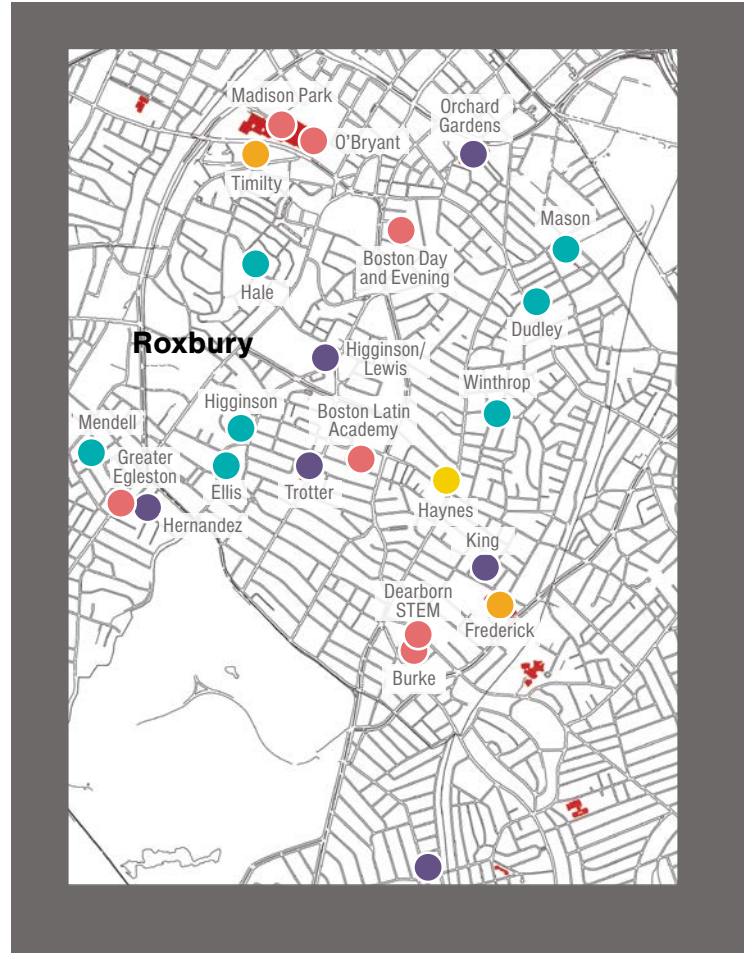 Madison Park
Orchard
Gardens
O'Bryant
Timilty
Mason
Boston Day
and Evening
Hale
Dudley
Roxbury
Higginson/
Lewis
Winthrop
Higginson
Boston Latin
Academy
Mendell
Greater
Egleston
Ellis
Trotter
Haynes
Hernandez
King
Dearborn
STEM
Frederick
Burke